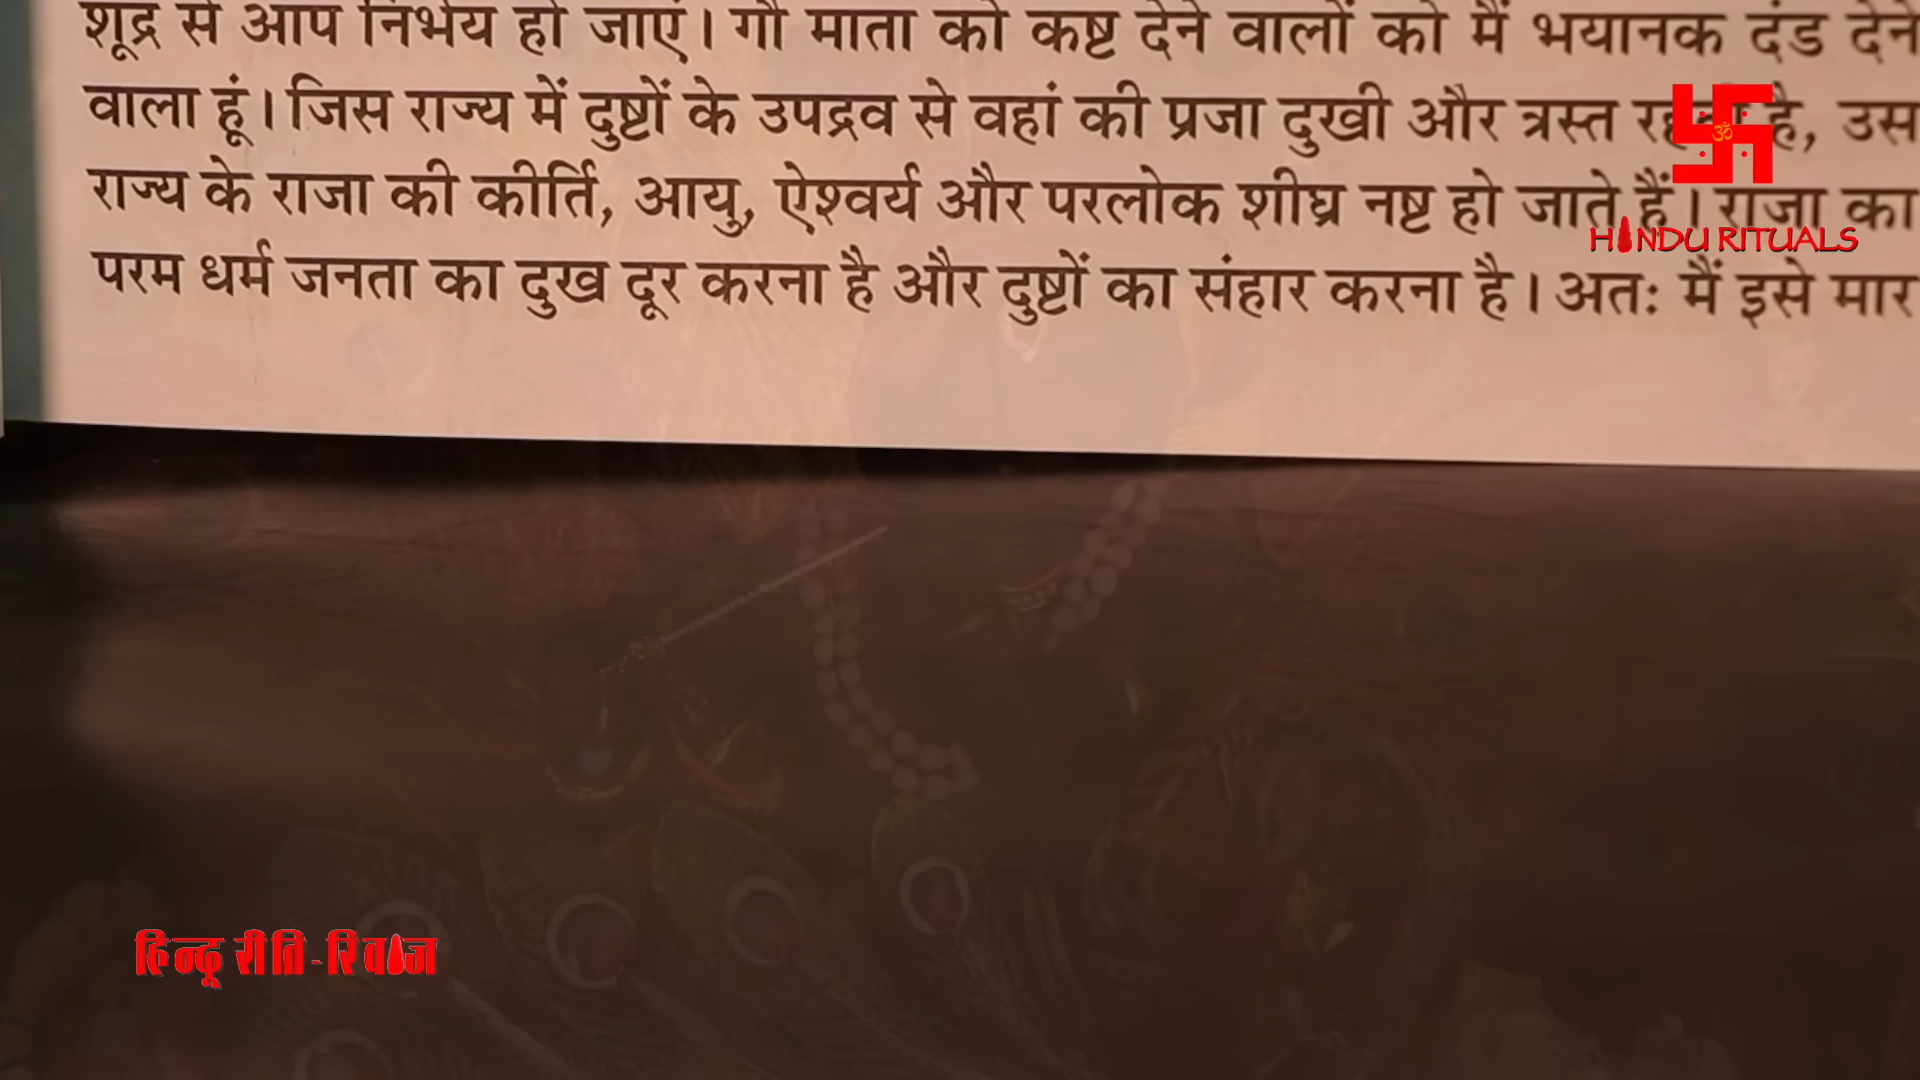 शूद्र से आप निर्भय हो जाएं। गौ माता को कष्ट देने वालों को मैं भयानक दंड देने
वाला हूं। जिस राज्य में दुष्टों के उपद्रव से वहां की प्रजा दुखी और त्रस्त रहती है, उस
राज्य के राजा की कीर्ति, आयु, ऐश्वर्य और परलोक शीघ्र नष्ट हो जाते हैं। राजा का
HINDU RITUALS
परम धर्म जनता का दुख दूर करना है और दुष्टों का संहार करना है। अतः मैं इसे मार
हिन्दू रीति-रिवाज